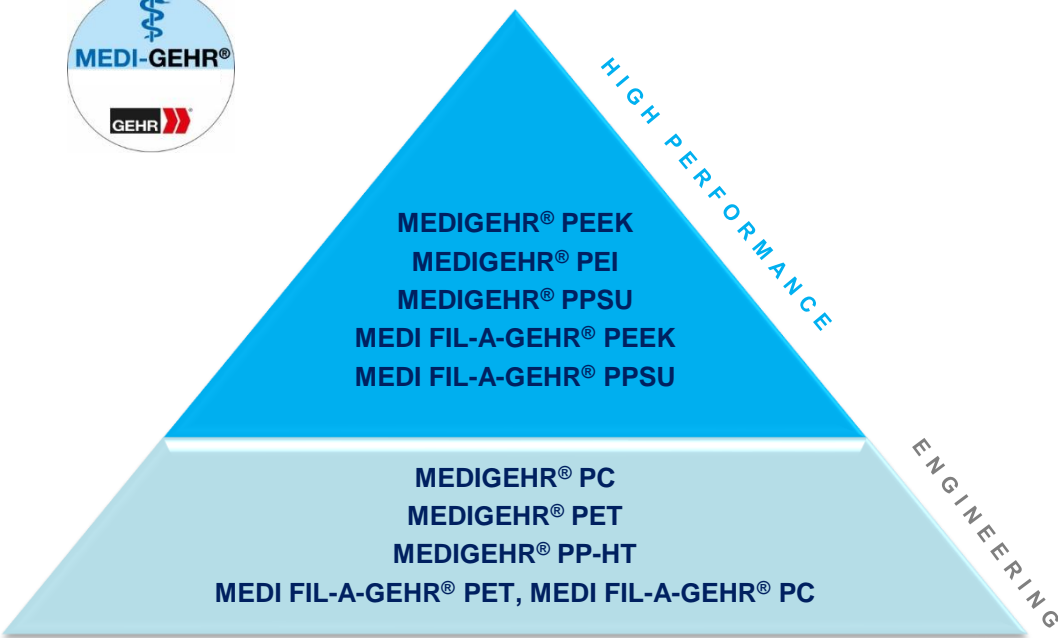 MEDI-GEHR®
GEHR
HIGH PERFORMANCE
MEDIGEHR® PEEK
MEDIGEHR® PEI
MEDIGEHR® PPSU
MEDI FIL-A-GEHR® PEEK
MEDI FIL-A-GEHR® PPSU
ENGINEERING
MEDIGEHR® PC
MEDIGEHR® PET
MEDIGEHR® PP-HT
MEDI FIL-A-GEHR® PET, MEDI FIL-A-GEHR® PC